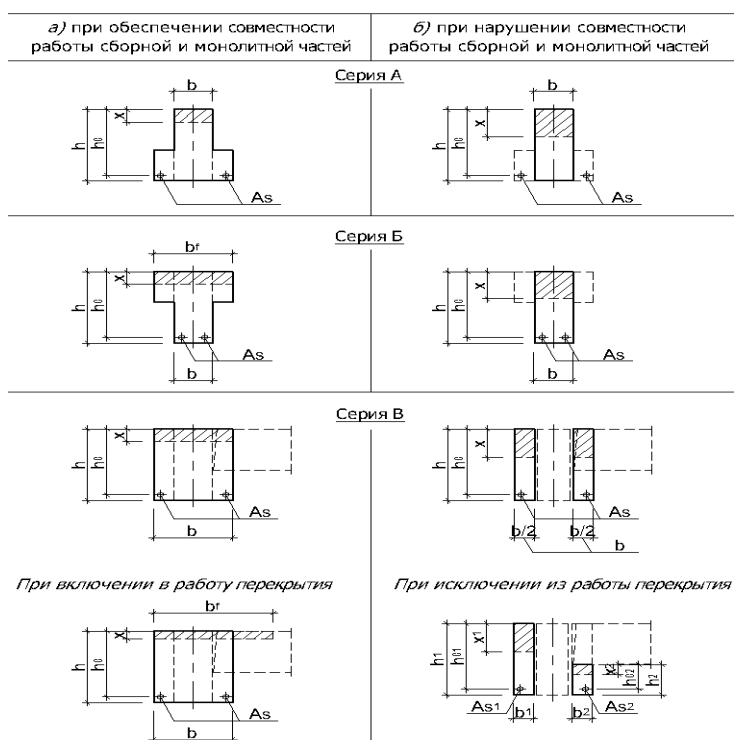 а) при обеспечении совместности
работы сборной и монолитной частей
б) при нарушении совместности
работы сборной и монолитной частей
Серия А
b
h
h0
x
As
b
h
h0
x
As
Серия Б
bf
h
h0
x
As
b
h
h0
x
As
b
Серия В
h
h0
x
As
b
h
h0
x
As
b/2
b/2
b
При включении в работу перекрытия
При исключении из работы перекрытия
bf
h
h0
x
As
b
h1
h01
x1
x2
h02
h2
As1
b1
b2
As2